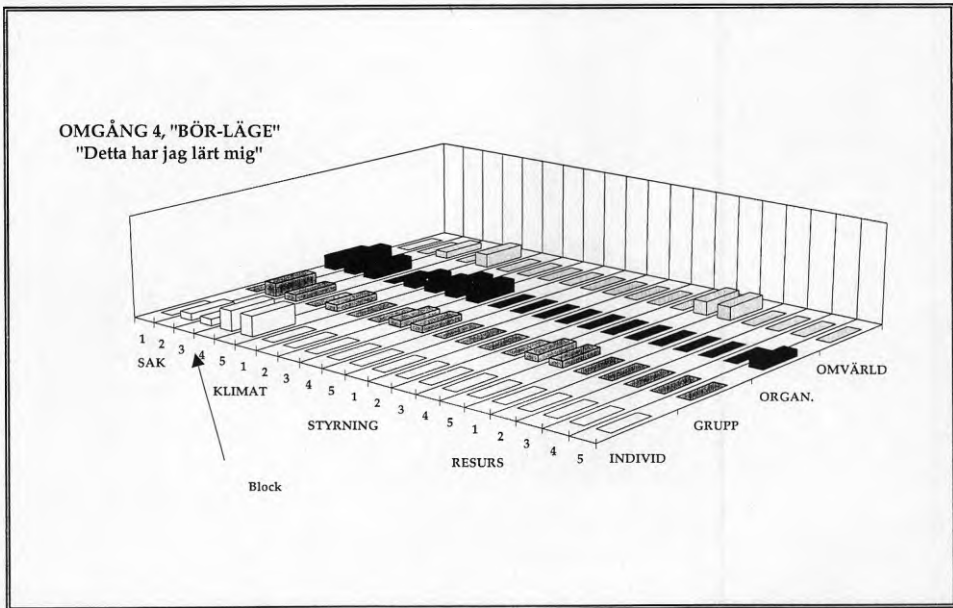 OMGÅNG 4, "BÖR-LÄGE"
"Detta har jag lärt mig"
1 2 3 4 5 1 2 3 4 5 1 2 3 4 5 1 2 3 4 5
SAK
KLIMAT
STYRNING
RESURS
INDIVID
GRUPP
ORGAN.
OMVÄRLD
Block